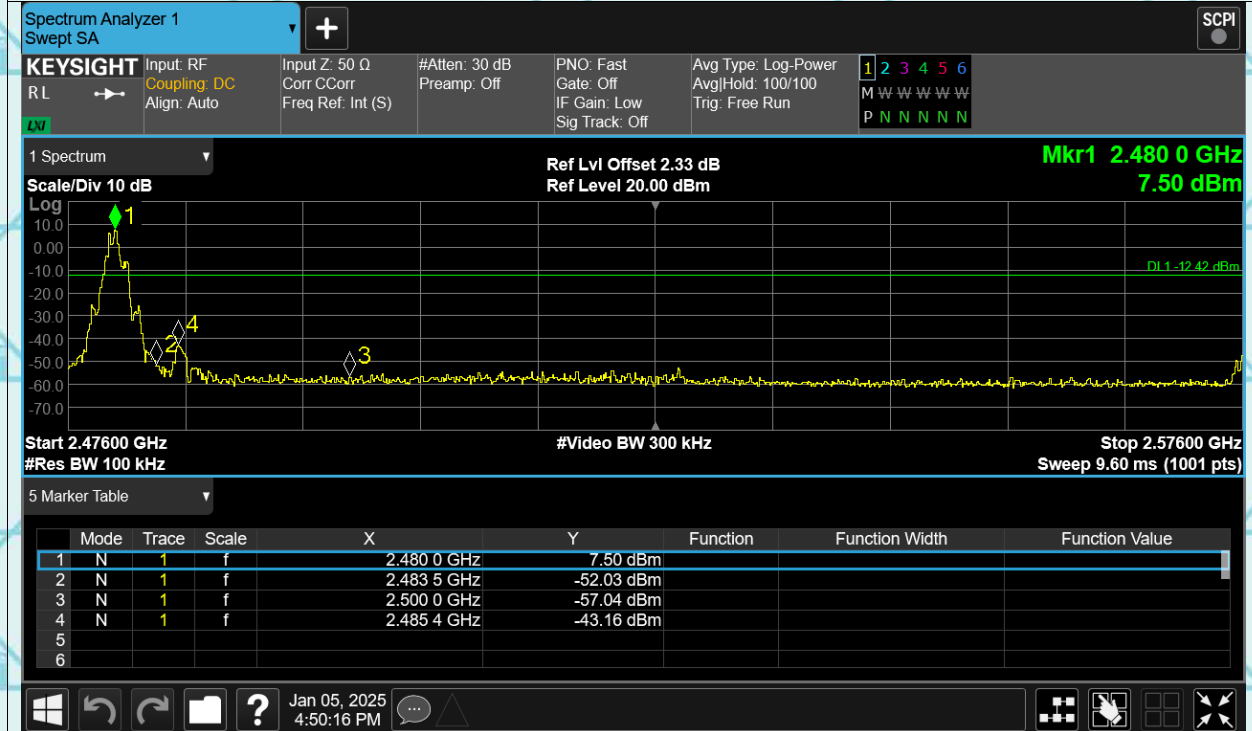 Spectrum Analyzer 1
Swept SA
SCPI
KEYSIGHT Input: RF Input Z: 50 Ω #Atten: 30 dB PNO: Fast Avg Type: Log-Power 1 2 3 4 5 6
RL Coupling: DC Corr CCorr Preamp: Off Gate: Off Avg|Hold: 100/100 M W W W W W
Align: Auto Freq Ref: Int (S) IF Gain: Low Trig: Free Run P N N N N N
LXI Sig Track: Off
1 Spectrum Ref Lvl Offset 2.33 dB Mkr1 2.480 0 GHz
Scale/Div 10 dB Ref Level 20.00 dBm 7.50 dBm
Log
1
10.0
0.00
-10.0 DL1 -12.42 dBm
-20.0
-30.0
4
-40.0
2
3
-50.0
-60.0
-70.0
Start 2.47600 GHz #Video BW 300 kHz Stop 2.57600 GHz
#Res BW 100 kHz Sweep 9.60 ms (1001 pts)
5 Marker Table
Mode Trace Scale X Y Function Function Width Function Value
1 N 1 f 2.480 0 GHz 7.50 dBm
2 N 1 f 2.483 5 GHz -52.03 dBm
3 N 1 f 2.500 0 GHz -57.04 dBm
4 N 1 f 2.485 4 GHz -43.16 dBm
5
6
? Jan 05, 2025
4:50:16 PM